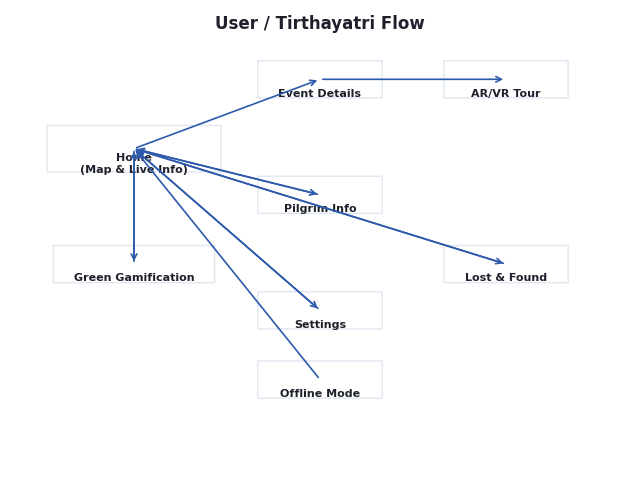 User / Tirthayatri Flow
Event Details
AR/VR Tour
Home
(Map & Live Info)
Pilgrim Info
Green Gamification
Lost & Found
Settings
Offline Mode